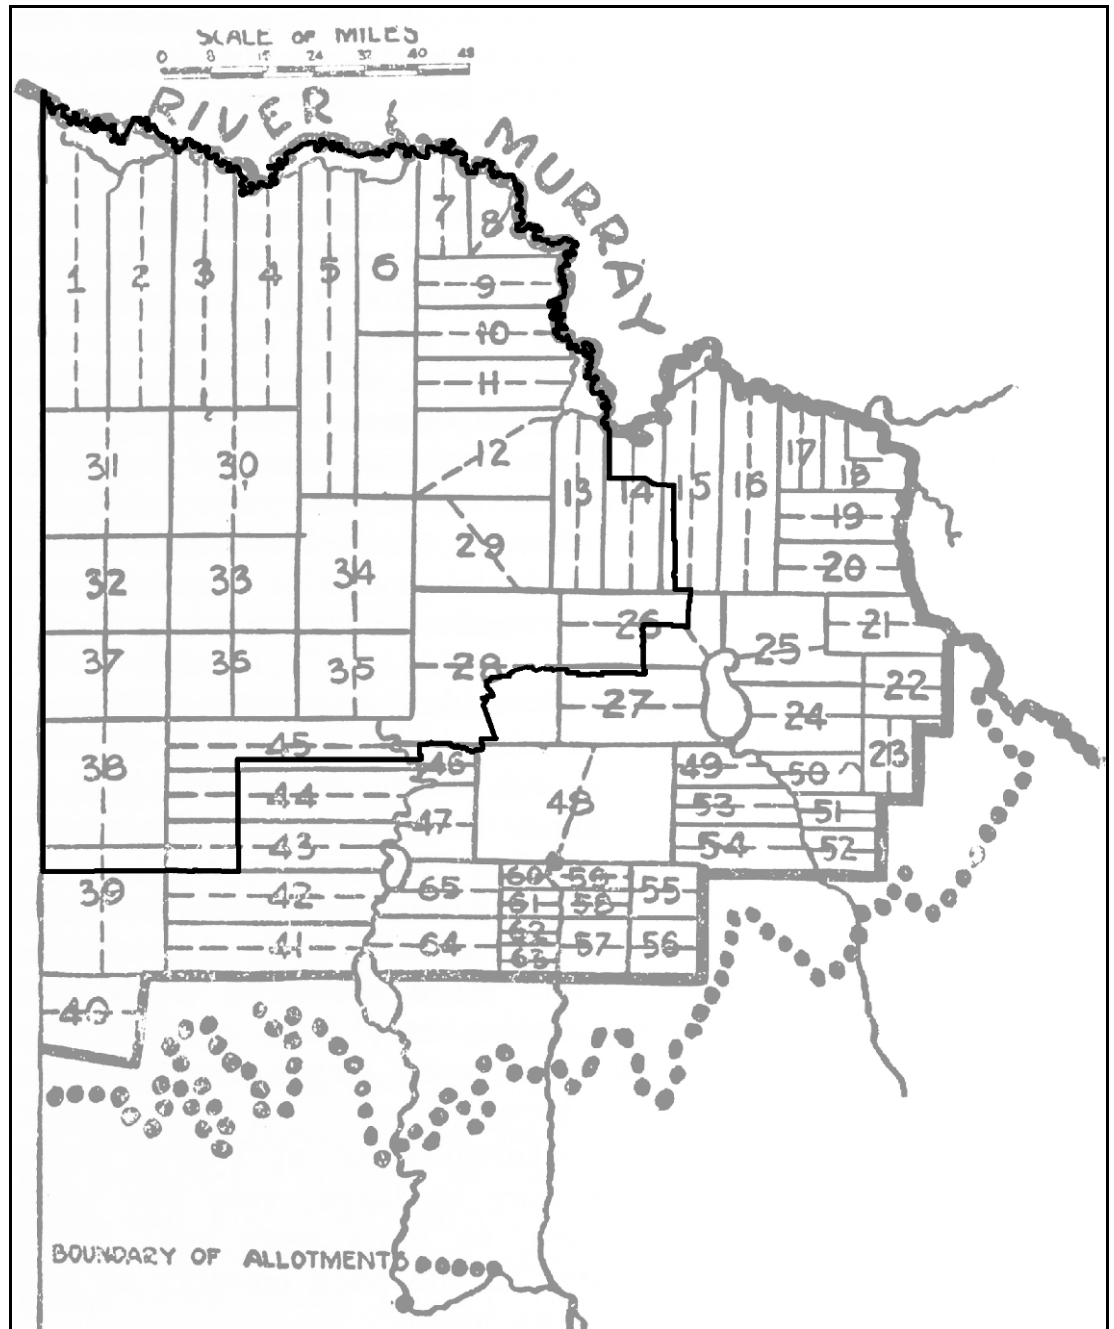 SCALE OF MILES
0 8 16 24 32 40 48
RIVER MURRAY
1 2 3 4 5 6 7 8
9
10
11
12
13 14 15 16 17 18
19
20
31 30
29
32 33 34
26 25 21
37 36 35 28
27 24 22
23
38 45 46 49 50
44 47 48 53 51
43 54 52
39 42 65 60 59 55
61 58
41 64 62 57 56
63
40
BOUNDARY OF ALLOTMENTS